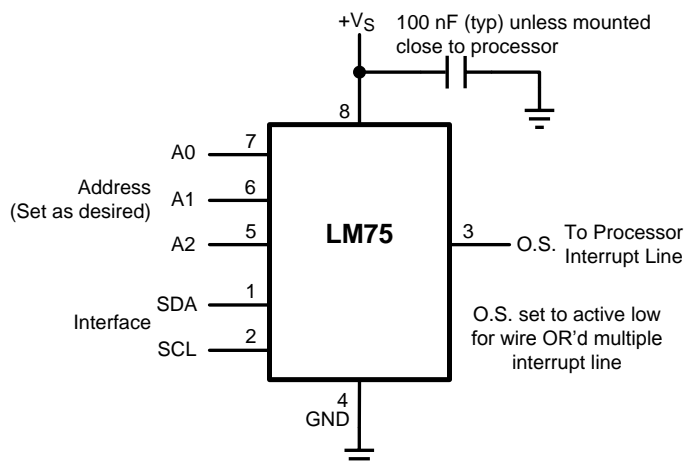 +VS
100 nF (typ) unless mounted
close to processor
8
A0
7
Address
(Set as desired)
A1
6
A2
5
LM75
3
O.S.
To Processor
Interrupt Line
SDA
1
Interface
SCL
2
O.S. set to active low
for wire OR'd multiple
interrupt line
4
GND